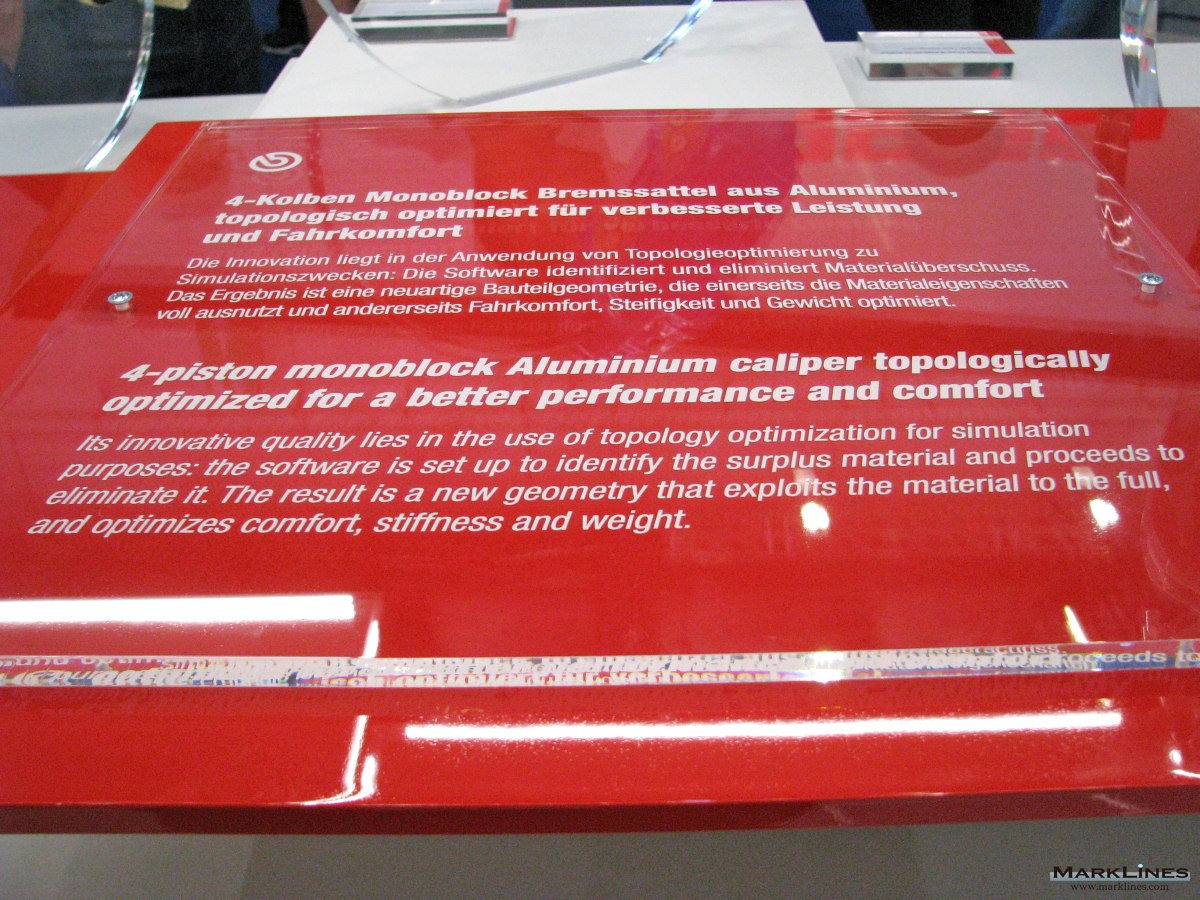 4-Kolben Monoblock Bremssattel aus Aluminium,
topologisch optimiert für verbesserte Leistung
und Fahrkomfort
Die Innovation liegt in der Anwendung von Topologieoptimierung zu
Simulationszwecken: Die Software identifiziert und eliminiert Materialüberschuss.
Das Ergebnis ist eine neuartige Bauteilgeometrie, die einerseits die Materialeigenschaften
voll ausnutzt und andererseits Fahrkomfort, Steifigkeit und Gewicht optimiert.
4-piston monoblock Aluminium caliper topologically
optimized for a better performance and comfort
Its innovative quality lies in the use of topology optimization for simulation
purposes: the software is set up to identify the surplus material and proceeds to
eliminate it. The result is a new geometry that exploits the material to the full,
and optimizes comfort, stiffness and weight.
MARKLINES
www.marklines.com